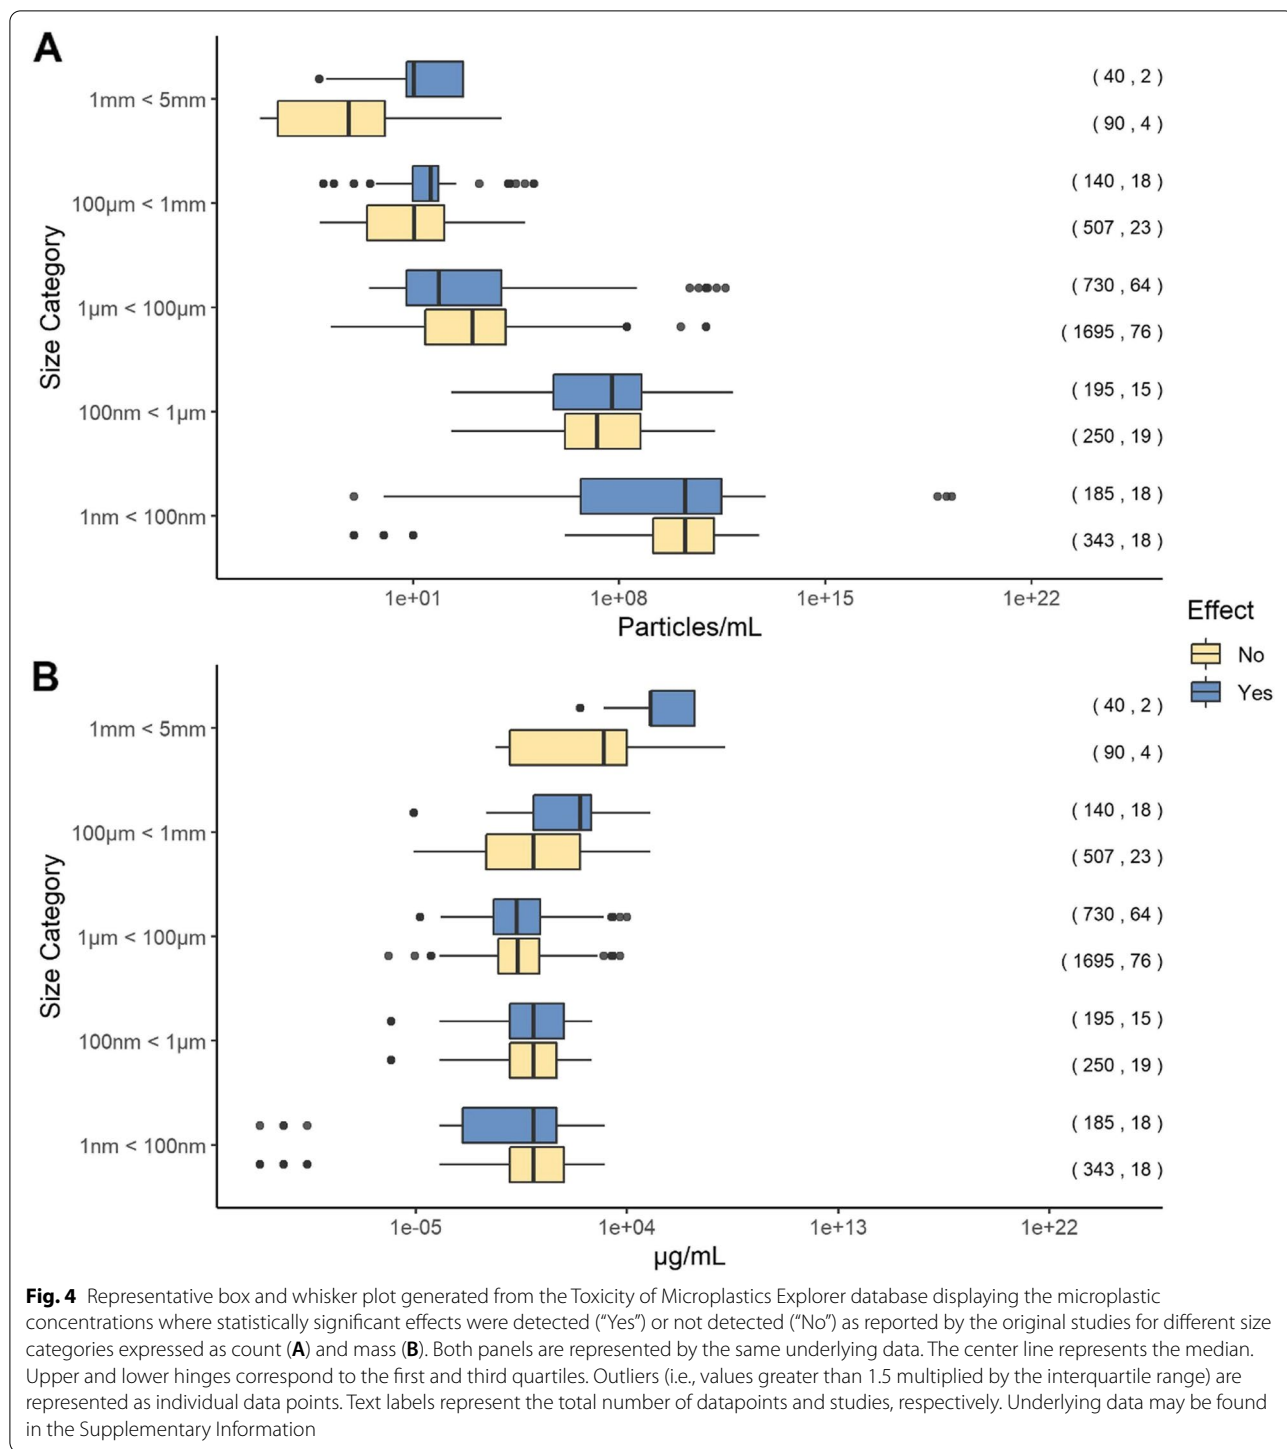 A
1mm < 5mm
( 40 , 2 )
( 90 , 4 )
100µm < 1mm
( 140 , 18 )
( 507 , 23 )
1µm < 100µm
( 730 , 64 )
( 1695 , 76 )
100nm < 1µm
( 195 , 15 )
( 250 , 19 )
1nm < 100nm
( 185 , 18 )
( 343 , 18 )
Size Category
1e+01 1e+08 1e+15 1e+22
Particles/mL
Effect
No
Yes
B
1mm < 5mm
( 40 , 2 )
( 90 , 4 )
100µm < 1mm
( 140 , 18 )
( 507 , 23 )
1µm < 100µm
( 730 , 64 )
( 1695 , 76 )
100nm < 1µm
( 195 , 15 )
( 250 , 19 )
1nm < 100nm
( 185 , 18 )
( 343 , 18 )
Size Category
1e-05 1e+04 1e+13 1e+22
µg/mL
Fig. 4 Representative box and whisker plot generated from the Toxicity of Microplastics Explorer database displaying the microplastic
concentrations where statistically significant effects were detected (“Yes”) or not detected (“No”) as reported by the original studies for different size
categories expressed as count (A) and mass (B). Both panels are represented by the same underlying data. The center line represents the median.
Upper and lower hinges correspond to the first and third quartiles. Outliers (i.e., values greater than 1.5 multiplied by the interquartile range) are
represented as individual data points. Text labels represent the total number of datapoints and studies, respectively. Underlying data may be found
in the Supplementary Information